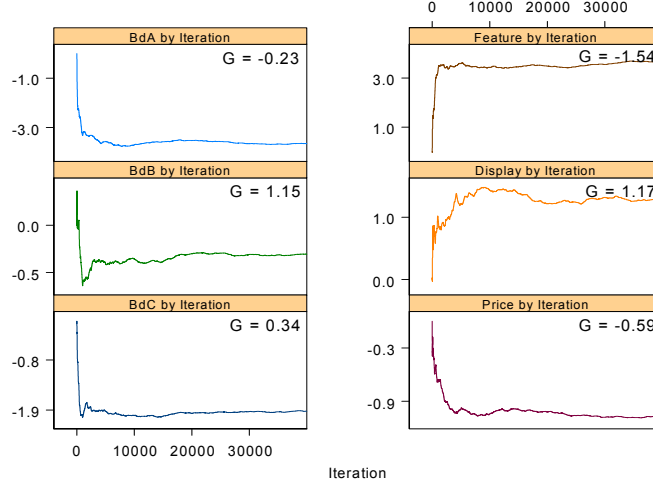 0 10000 30000
BdA by Iteration
G = -0.23
-1.0
-3.0
Feature by Iteration
G = -1.54
3.0
1.0
BdB by Iteration
G = 1.15
0.0
-0.5
Display by Iteration
G = 1.17
1.0
0.0
BdC by Iteration
G = 0.34
-0.8
-1.9
Price by Iteration
G = -0.59
-0.3
-0.9
0 10000 20000 30000
Iteration